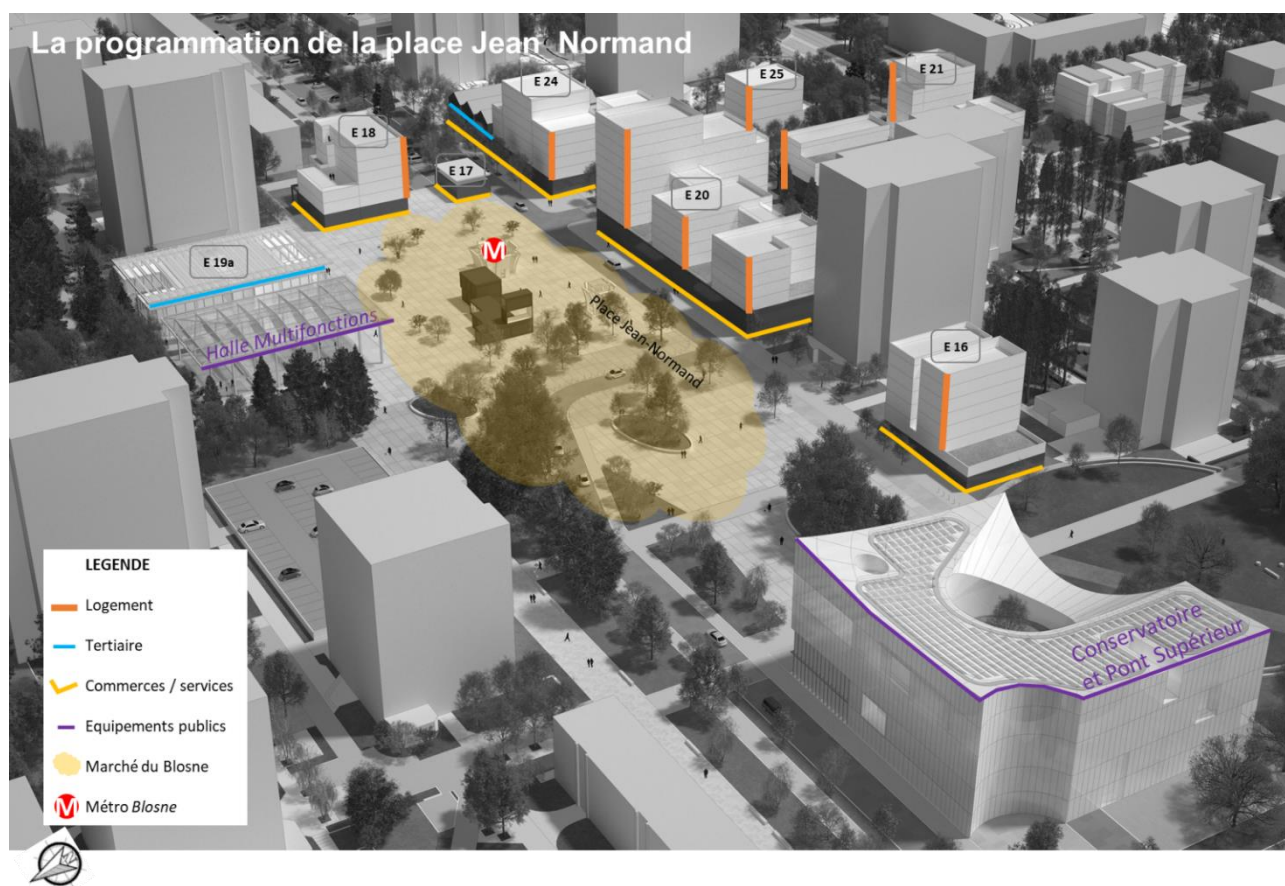 La programmation de la place Jean Normand
E 24
E 25
E 21
E 18
E 17
E 20
E 19a
M
Halle Multifonctions
Place Jean-Normand
E 16
LEGENDE
Logement
Tertiaire
Commerces / services
Equipements publics
Marché du Blosne
M Métro Blosne
Conservatoire
et Pont Supérieur